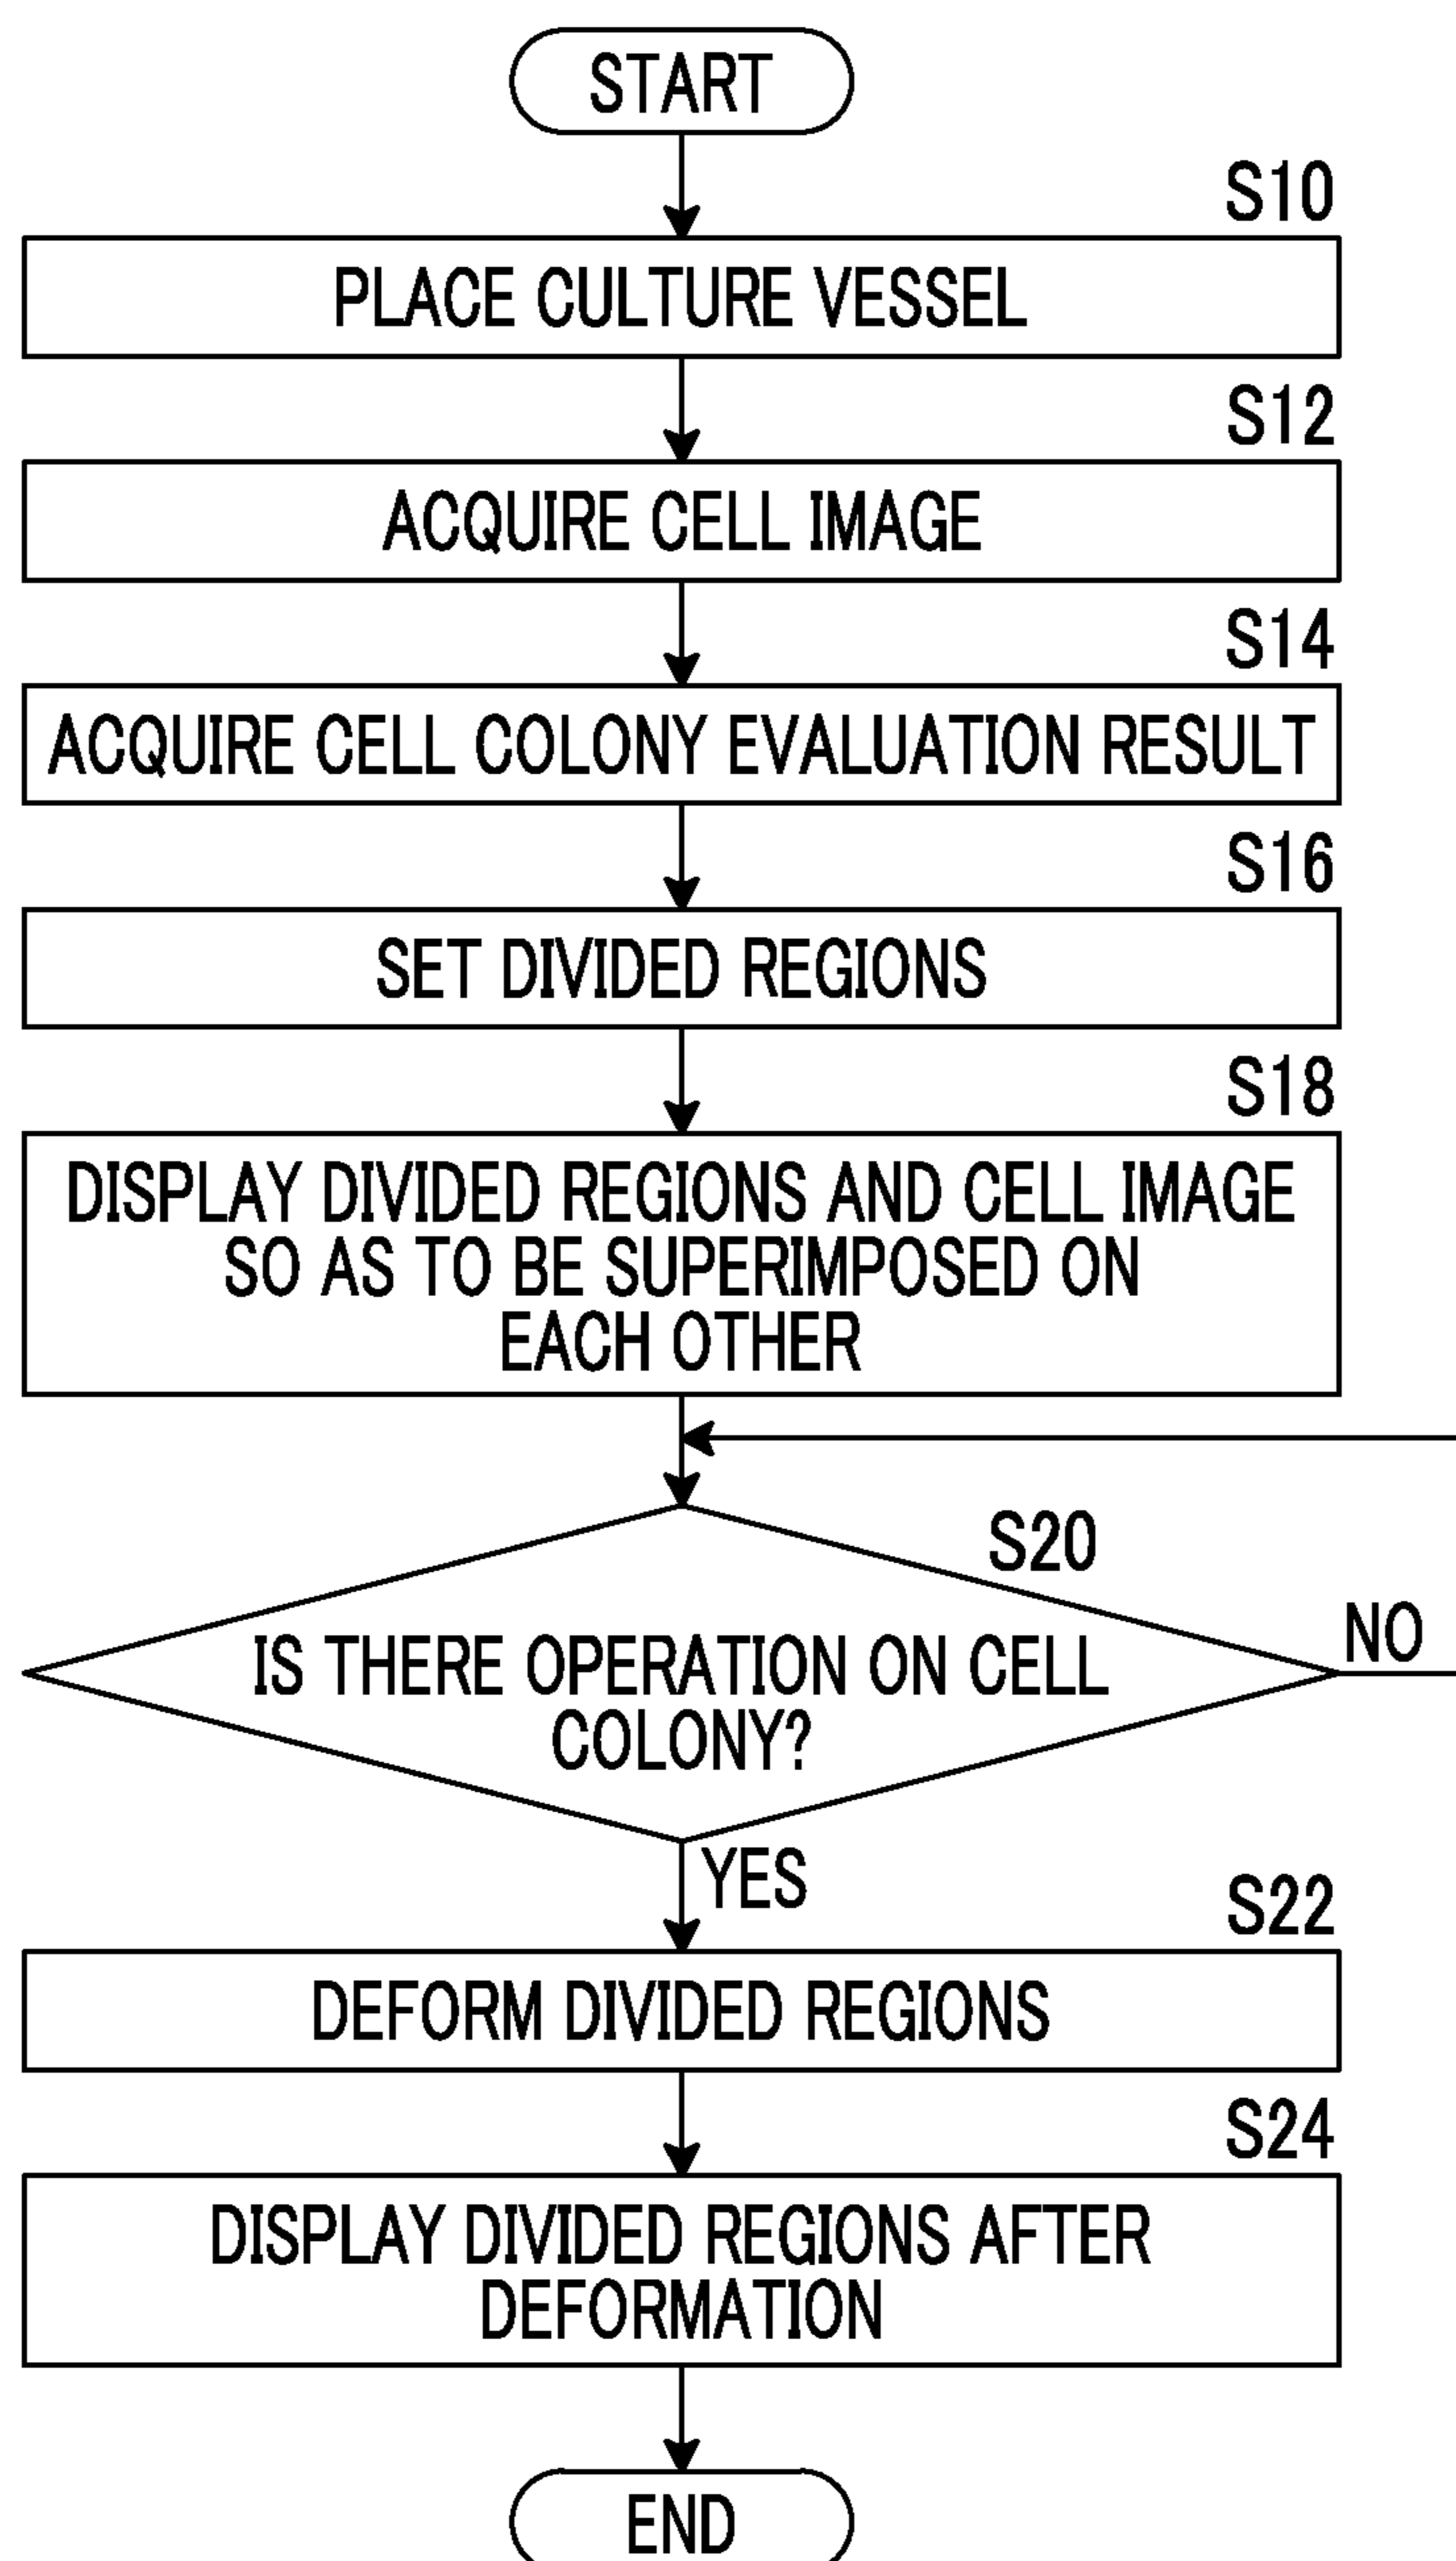 START
S10
PLACE CULTURE VESSEL
S12
ACQUIRE CELL IMAGE
S14
ACQUIRE CELL COLONY EVALUATION RESULT
S16
SET DIVIDED REGIONS
S18
DISPLAY DIVIDED REGIONS AND CELL IMAGE
SO AS TO BE SUPERIMPOSED ON
EACH OTHER
S20
NO
IS THERE OPERATION ON CELL
COLONY?
YES
S22
DEFORM DIVIDED REGIONS
S24
DISPLAY DIVIDED REGIONS AFTER
DEFORMATION
END